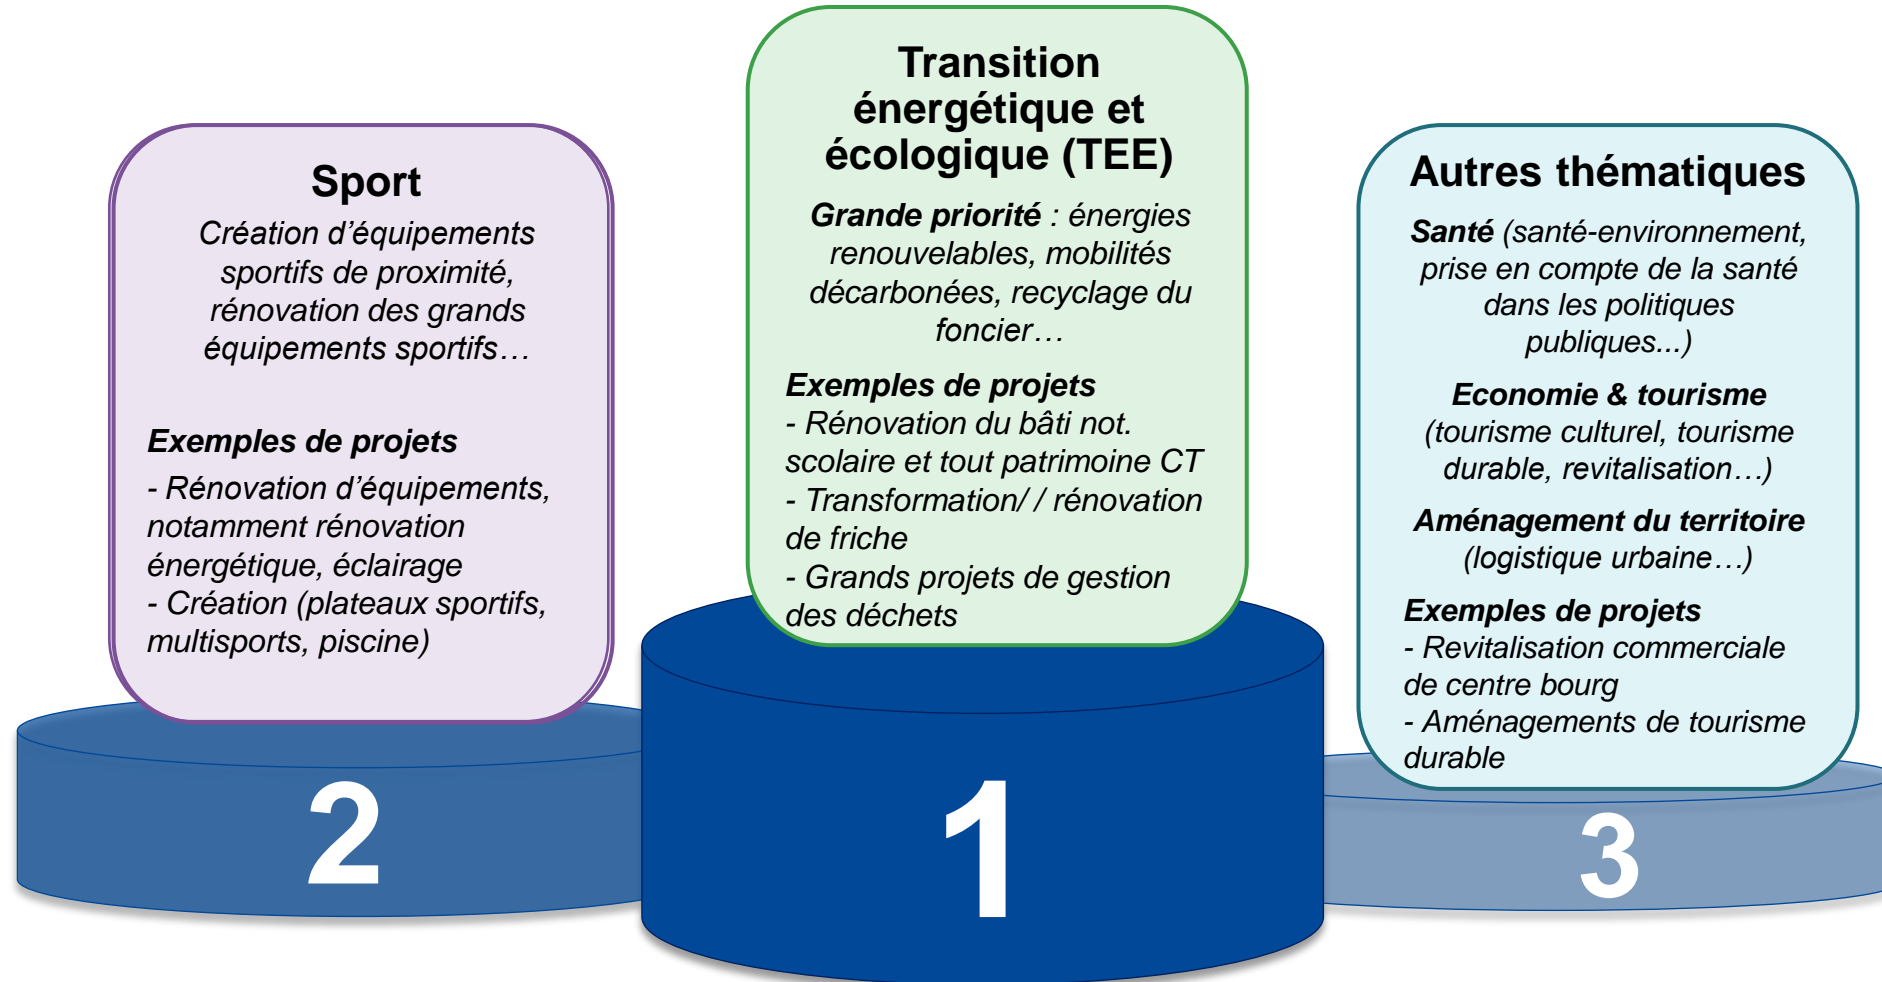 Sport
Création d’équipements
sportifs de proximité,
rénovation des grands
équipements sportifs…
Exemples de projets
- Rénovation d’équipements,
notamment rénovation
énergétique, éclairage
- Création (plateaux sportifs,
multisports, piscine)
2
Transition
énergétique et
écologique (TEE)
Grande priorité : énergies
renouvelables, mobilités
décarbonées, recyclage du
foncier…
Exemples de projets
- Rénovation du bâti not.
scolaire et tout patrimoine CT
- Transformation/ / rénovation
de friche
- Grands projets de gestion
des déchets
1
Autres thématiques
Santé (santé-environnement,
prise en compte de la santé
dans les politiques
publiques...)
Economie & tourisme
(tourisme culturel, tourisme
durable, revitalisation…)
Aménagement du territoire
(logistique urbaine…)
Exemples de projets
- Revitalisation commerciale
de centre bourg
- Aménagements de tourisme
durable
3